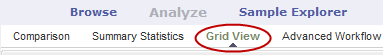 Browse Analyze Sample Explorer
Comparison Summary Statistics Grid View Advanced Workflow